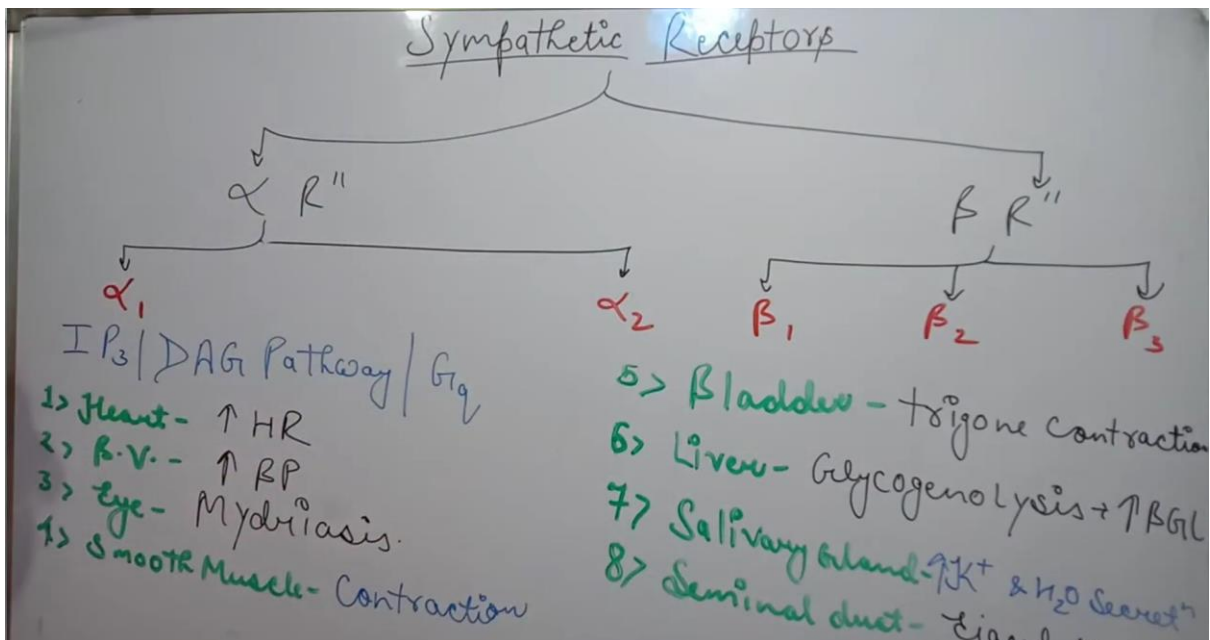 Sympathetic Receptors
α R" β R"
α₁ α₂ β₁ β₂ β₃
IP₃ | DAG Pathway / Gq
1> Heart - ↑ HR
2> B.V. - ↑ BP
3> Eye - Mydriasis.
4> Smooth Muscle - Contraction
5> Bladder - trigone contraction
6> Liver - Glycogenolysis → ↑ BGL
7> Salivary Gland - ↑K⁺ & H₂O Secretⁿ
8> Seminal duct -